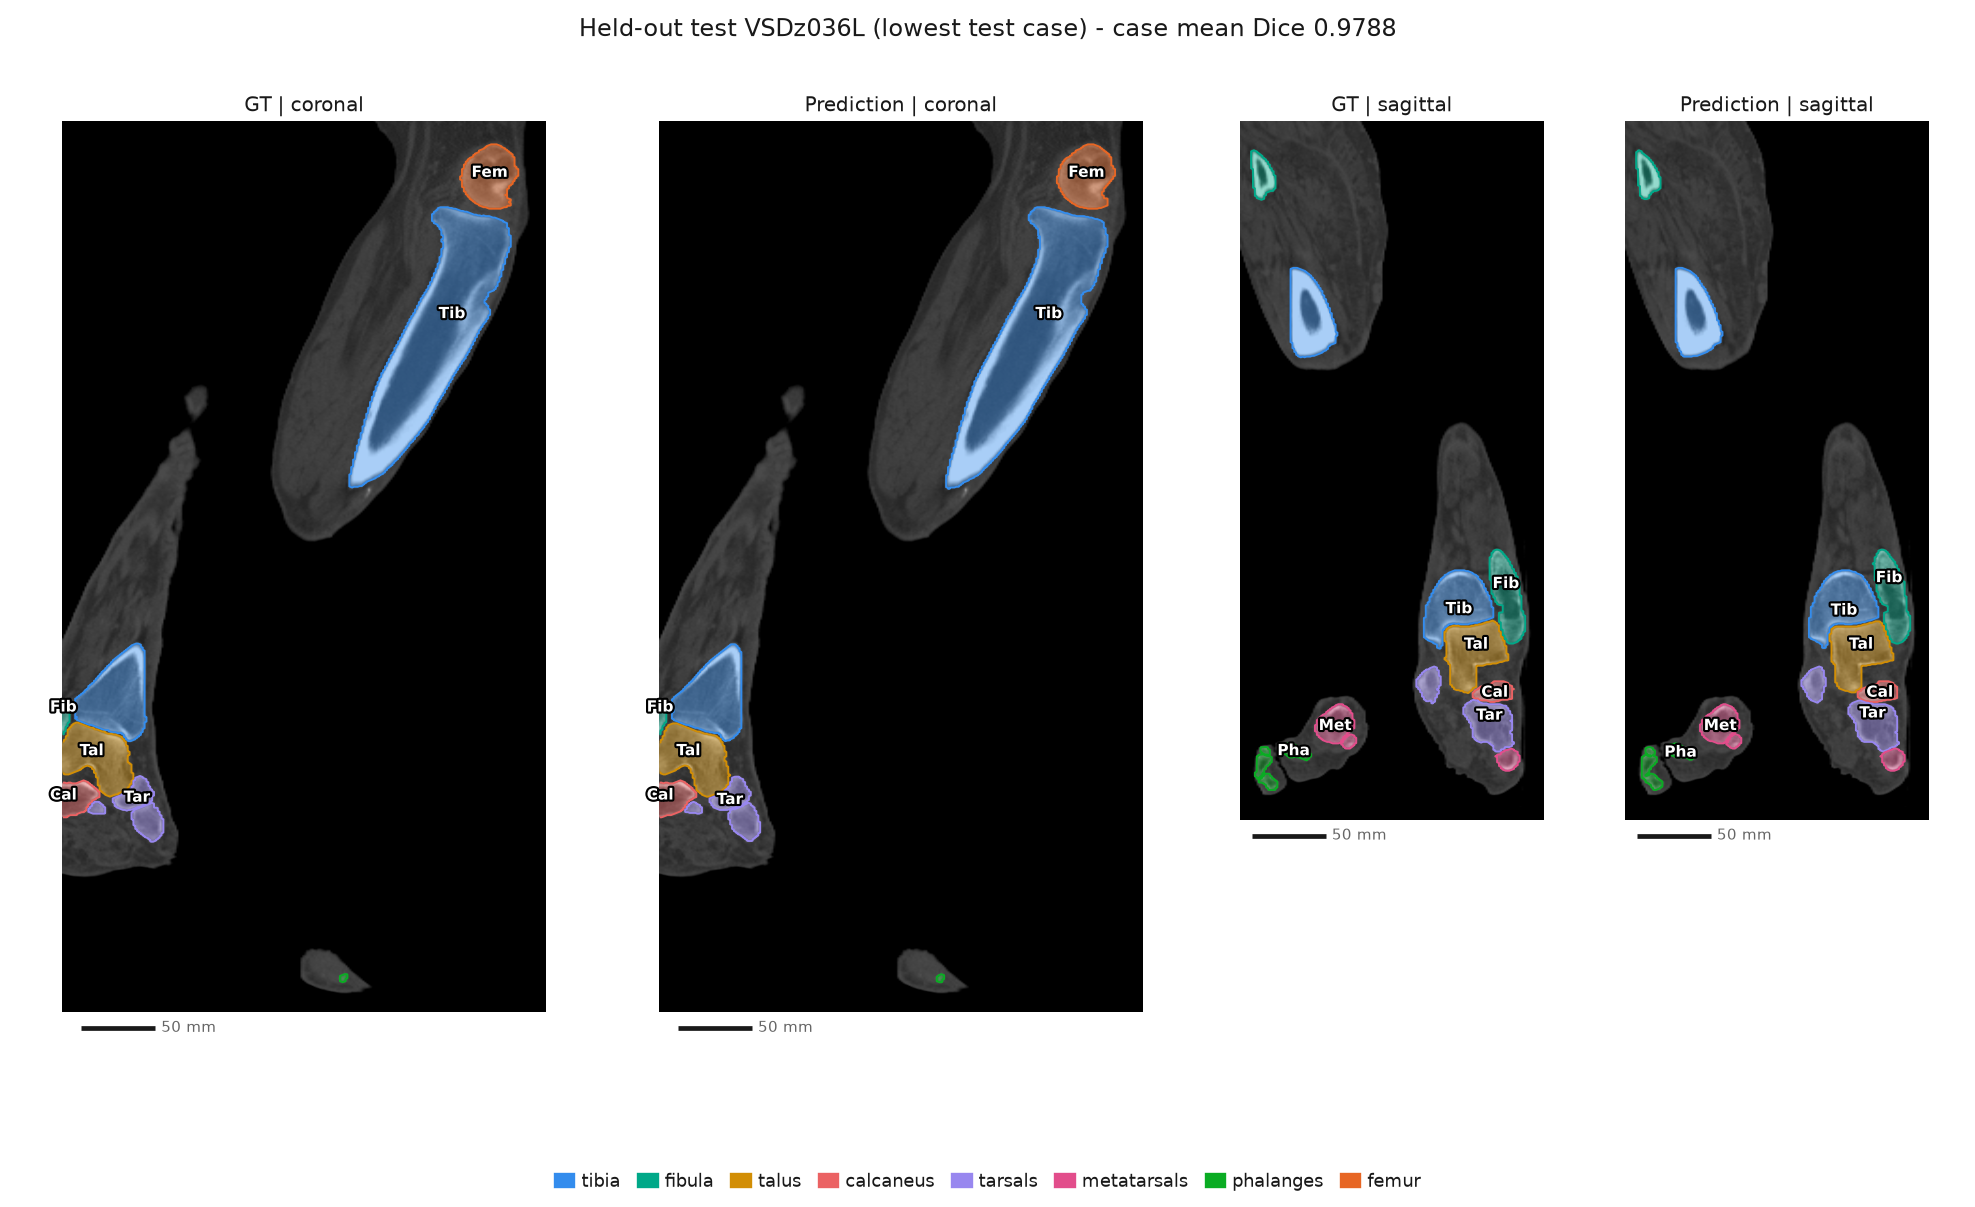 Held-out test VSDz036L (lowest test case) - case mean Dice 0.9788
GT | coronal
Prediction | coronal
GT | sagittal
Prediction | sagittal
Fem
Tib
Fib
Tal
Cal
Tar
50 mm
Fem
Tib
Fib
Tal
Cal
Tar
50 mm
Fib
Tib
Tal
Cal
Tar
Met
Pha
50 mm
Fib
Tib
Tal
Cal
Tar
Met
Pha
50 mm
tibia fibula talus calcaneus tarsals metatarsals phalanges femur